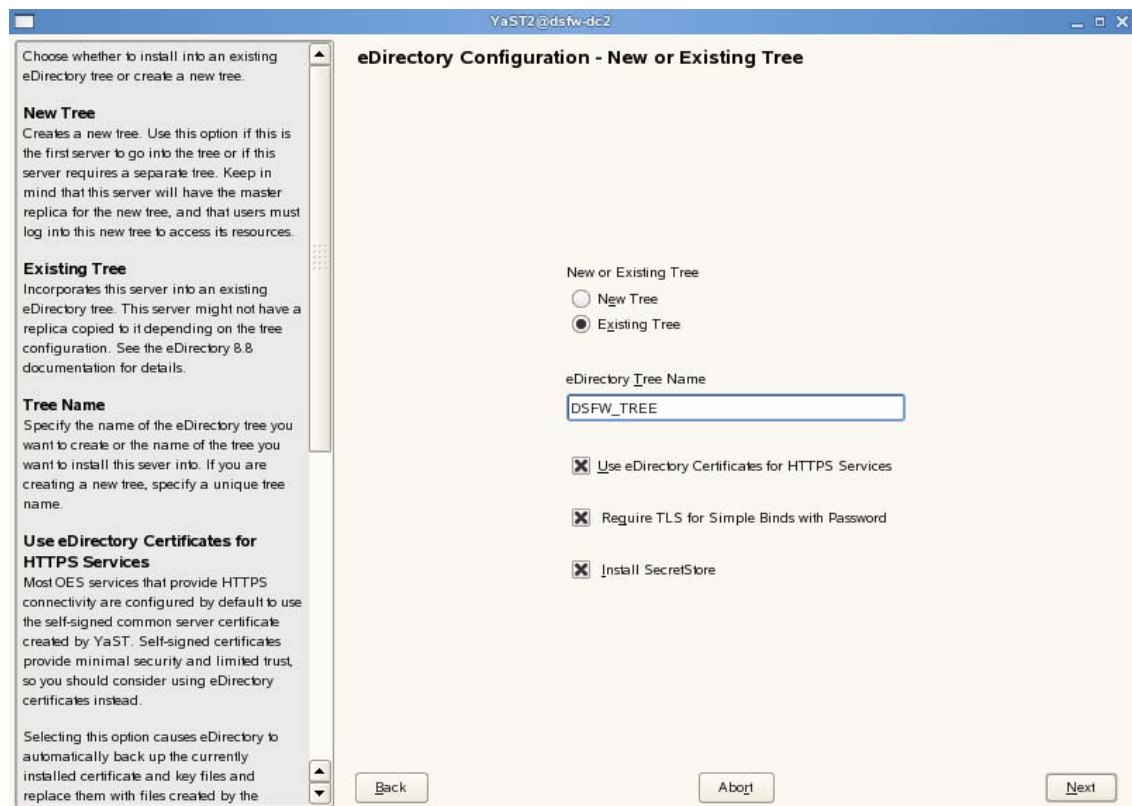 YaST2@dsfw-dc2
Choose whether to install into an existing
eDirectory tree or create a new tree.
New Tree
Creates a new tree. Use this option if this is
the first server to go into the tree or if this
server requires a separate tree. Keep in
mind that this server will have the master
replica for the new tree, and that users must
log into this new tree to access its resources.
Existing Tree
Incorporates this server into an existing
eDirectory tree. This server might not have a
replica copied to it depending on the tree
configuration. See the eDirectory 8.8
documentation for details.
Tree Name
Specify the name of the eDirectory tree you
want to create or the name of the tree you
want to install this sever into. If you are
creating a new tree, specify a unique tree
name.
Use eDirectory Certificates for
HTTPS Services
Most OES services that provide HTTPS
connectivity are configured by default to use
the self-signed common server certificate
created by YaST. Self-signed certificates
provide minimal security and limited trust,
so you should consider using eDirectory
certificates instead.
Selecting this option causes eDirectory to
automatically back up the currently
installed certificate and key files and
replace them with files created by the
eDirectory Configuration - New or Existing Tree
New or Existing Tree
New Tree
Existing Tree
eDirectory Tree Name
DSFW_TREE
Use eDirectory Certificates for HTTPS Services
Require TLS for Simple Binds with Password
Install SecretStore
Back
Abort
Next